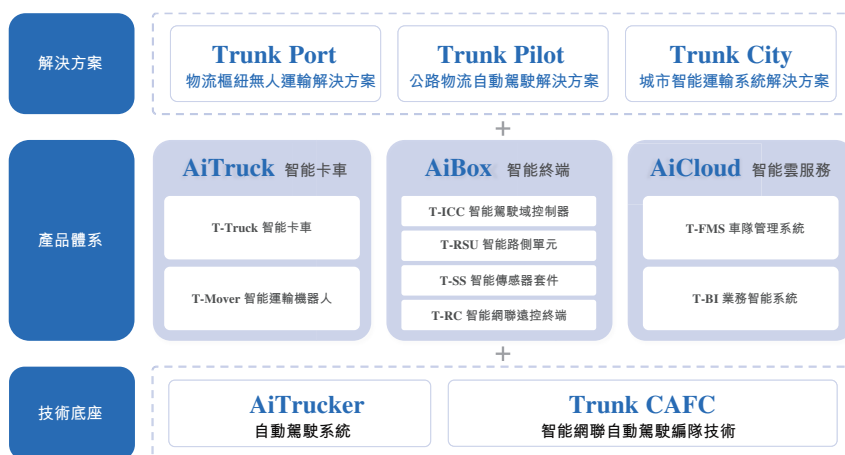 解決方案
Trunk Port
物流樞紐無人運輸解決方案
Trunk Pilot
公路物流自動駕駛解決方案
Trunk City
城市智能運輸系統解決方案
+
產品體系
AiTruck 智能卡車
T-Truck 智能卡車
T-Mover 智能運輸機器人
AiBox 智能終端
T-ICC 智能駕駛域控制器
T-RSU 智能路側單元
T-SS 智能傳感器套件
T-RC 智能網聯遠控終端
AiCloud 智能雲服務
T-FMS 車隊管理系統
T-BI 業務智能系統
+
技術底座
AiTrucker
自動駕駛系統
Trunk CAFC
智能網聯自動駕駛編隊技術